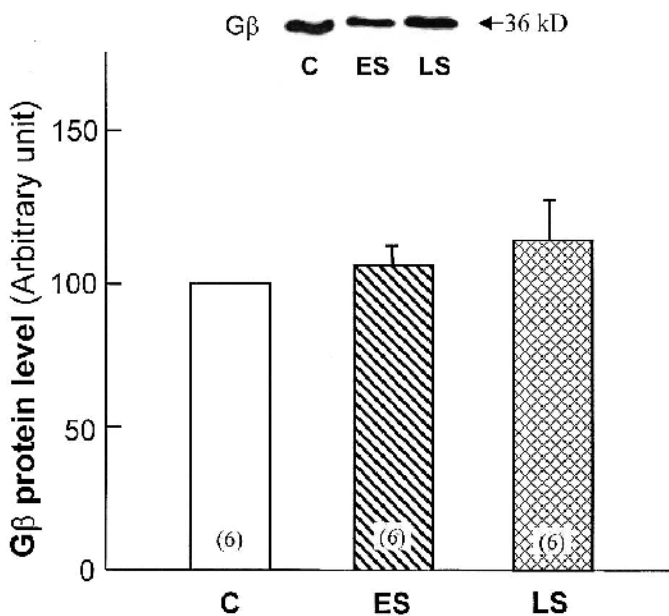 Gβ ←36 kD
C ES LS
Gβ protein level (Arbitrary unit)
150
100
50
0
(6) (6) (6)
C ES LS